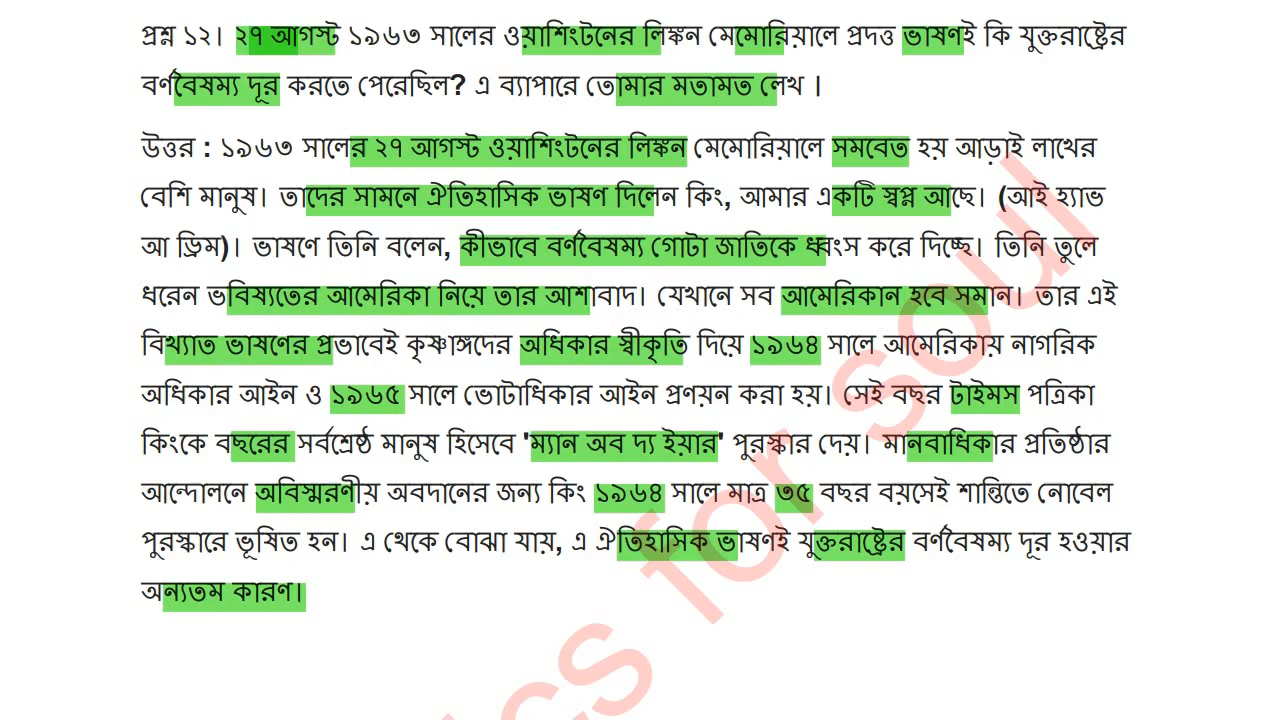 প্রশ্ন ১২। ২৭ আগস্ট ১৯৬৩ সালের ওয়াশিংটনের লিঙ্কন মেমোরিয়ালে প্রদত্ত ভাষণই কি যুক্তরাষ্ট্রের
বর্ণবৈষম্য দূর করতে পেরেছিল? এ ব্যাপারে তোমার মতামত লেখ ।
উত্তর : ১৯৬৩ সালের ২৭ আগস্ট ওয়াশিংটনের লিঙ্কন মেমোরিয়ালে সমবেত হয় আড়াই লাখের
বেশি মানুষ। তাদের সামনে ঐতিহাসিক ভাষণ দিলেন কিং, আমার একটি স্বপ্ন আছে। (আই হ্যাভ
আ ড্রিম)। ভাষণে তিনি বলেন, কীভাবে বর্ণবৈষম্য গোটা জাতিকে ধ্বংস করে দিচ্ছে। তিনি তুলে
ধরেন ভবিষ্যতের আমেরিকা নিয়ে তার আশাবাদ। যেখানে সব আমেরিকান হবে সমান। তার এই
বিখ্যাত ভাষণের প্রভাবেই কৃষ্ণাঙ্গদের অধিকার স্বীকৃতি দিয়ে ১৯৬৪ সালে আমেরিকায় নাগরিক
অধিকার আইন ও ১৯৬৫ সালে ভোটাধিকার আইন প্রণয়ন করা হয়। সেই বছর টাইমস পত্রিকা
কিংকে বছরের সর্বশ্রেষ্ঠ মানুষ হিসেবে 'ম্যান অব দ্য ইয়ার' পুরস্কার দেয়। মানবাধিকার প্রতিষ্ঠার
আন্দোলনে অবিস্মরণীয় অবদানের জন্য কিং ১৯৬৪ সালে মাত্র ৩৫ বছর বয়সেই শান্তিতে নোবেল
পুরস্কারে ভূষিত হন। এ থেকে বোঝা যায়, এ ঐতিহাসিক ভাষণই যুক্তরাষ্ট্রের বর্ণবৈষম্য দূর হওয়ার
অন্যতম কারণ।
cs for soul